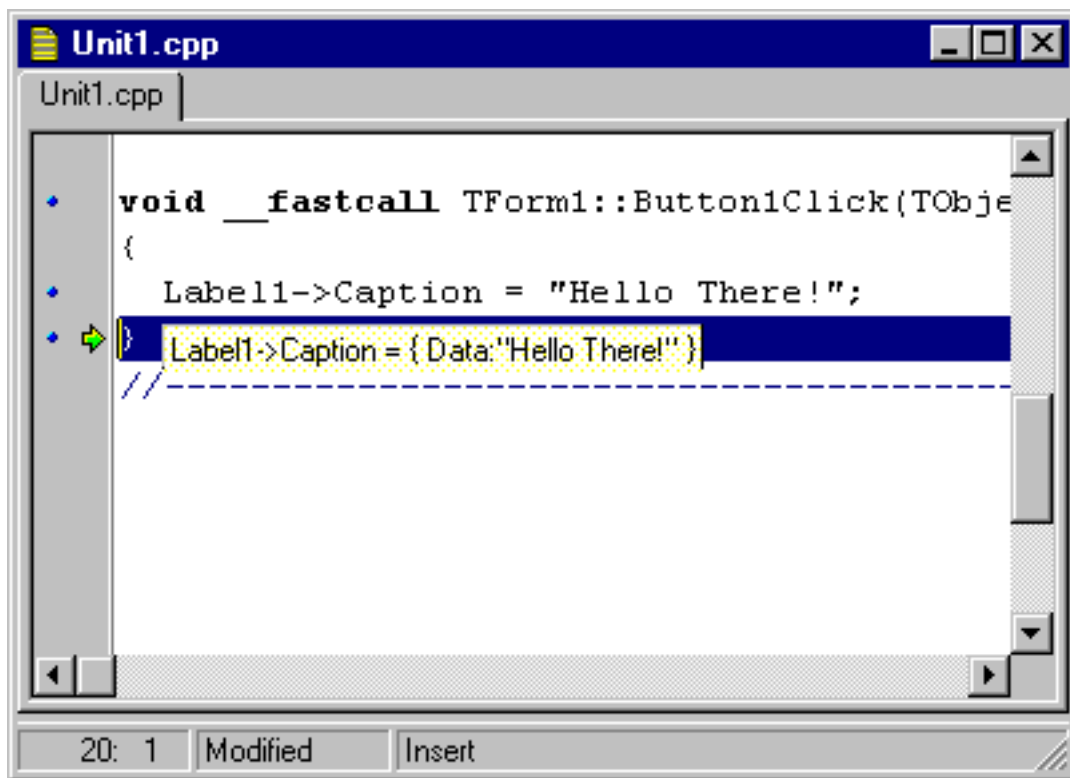 Unit1.cpp
Unit1.cpp
void __fastcall TForm1::Button1Click(TObje
{
Label1->Caption = "Hello There!";
}
Label1->Caption = { Data:"Hello There!" }
//----------------------------------------
20: 1 Modified Insert